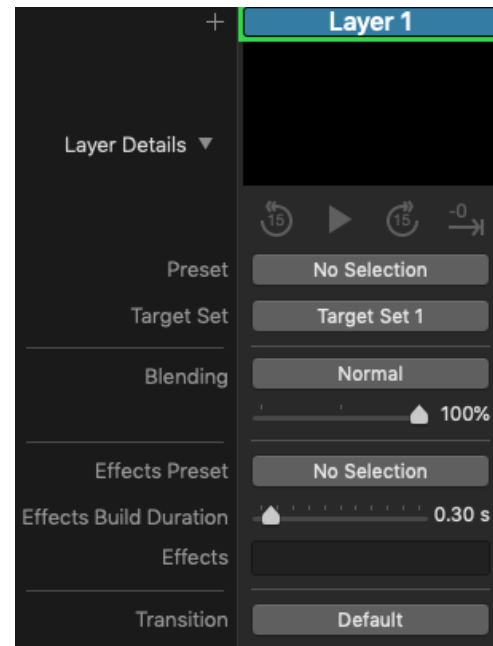 Layer 1
Layer Details
15 15 -0
Preset No Selection
Target Set Target Set 1
Blending Normal
100%
Effects Preset No Selection
Effects Build Duration 0.30 s
Effects
Transition Default